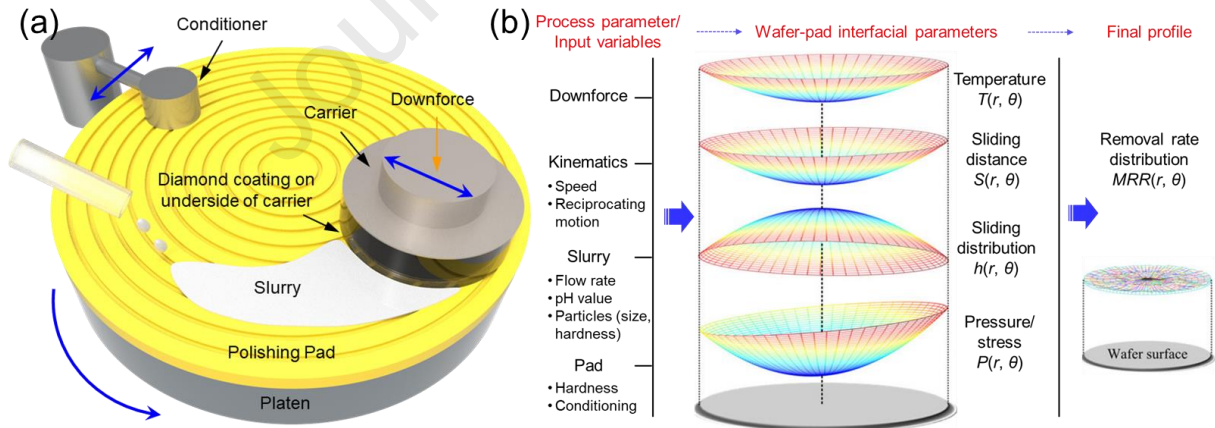 (a)
Jour
Conditioner
Carrier
Downforce
Diamond coating on
underside of carrier
Slurry
Polishing Pad
Platen
(b)
Process parameter/
Input variables
Wafer-pad interfacial parameters
Final profile
Downforce
Kinematics
• Speed
• Reciprocating
motion
Slurry
• Flow rate
• pH value
• Particles (size,
hardness)
Pad
• Hardness
• Conditioning
Temperature
T(r, θ)
Sliding
distance
S(r, θ)
Sliding
distribution
h(r, θ)
Pressure/
stress
P(r, θ)
Removal rate
distribution
MRR(r, θ)
Wafer surface